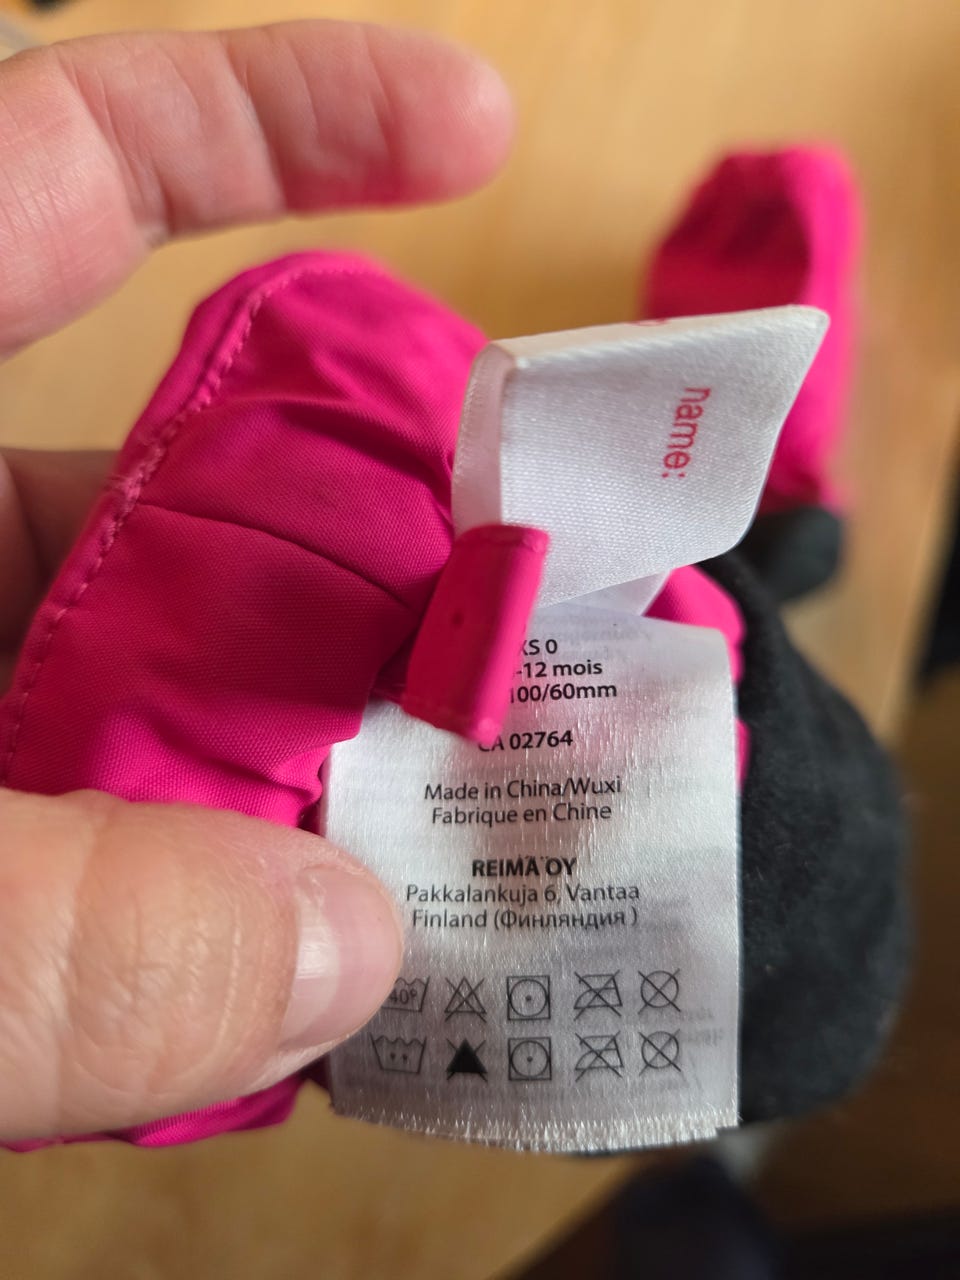 name:
XS 0
-12 mois
100/60mm
CA 02764
Made in China/Wuxi
Fabrique en Chine
REIMA OY
Pakkalankuja 6, Vantaa
Finland (Финляндия )
40°